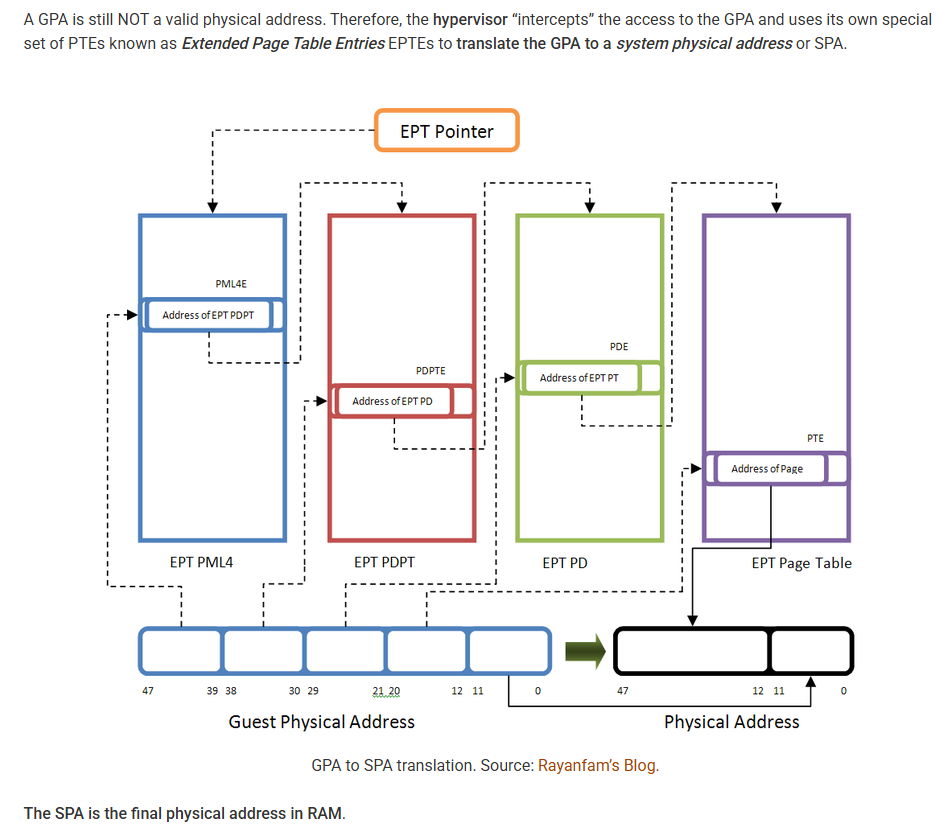 A GPA is still NOT a valid physical address. Therefore, the hypervisor “intercepts” the access to the GPA and uses its own special
set of PTEs known as Extended Page Table Entries EPTEs to translate the GPA to a system physical address or SPA.
EPT Pointer
PML4E
Address of EPT PDPT
PDE
Address of EPT PT
PDPTE
Address of EPT PD
PTE
Address of Page
EPT PML4
EPT PDPT
EPT PD
EPT Page Table
47 39 38 30 29 21 20 12 11 0
47 12 11 0
Guest Physical Address
Physical Address
GPA to SPA translation. Source: Rayanfam’s Blog.
The SPA is the final physical address in RAM.